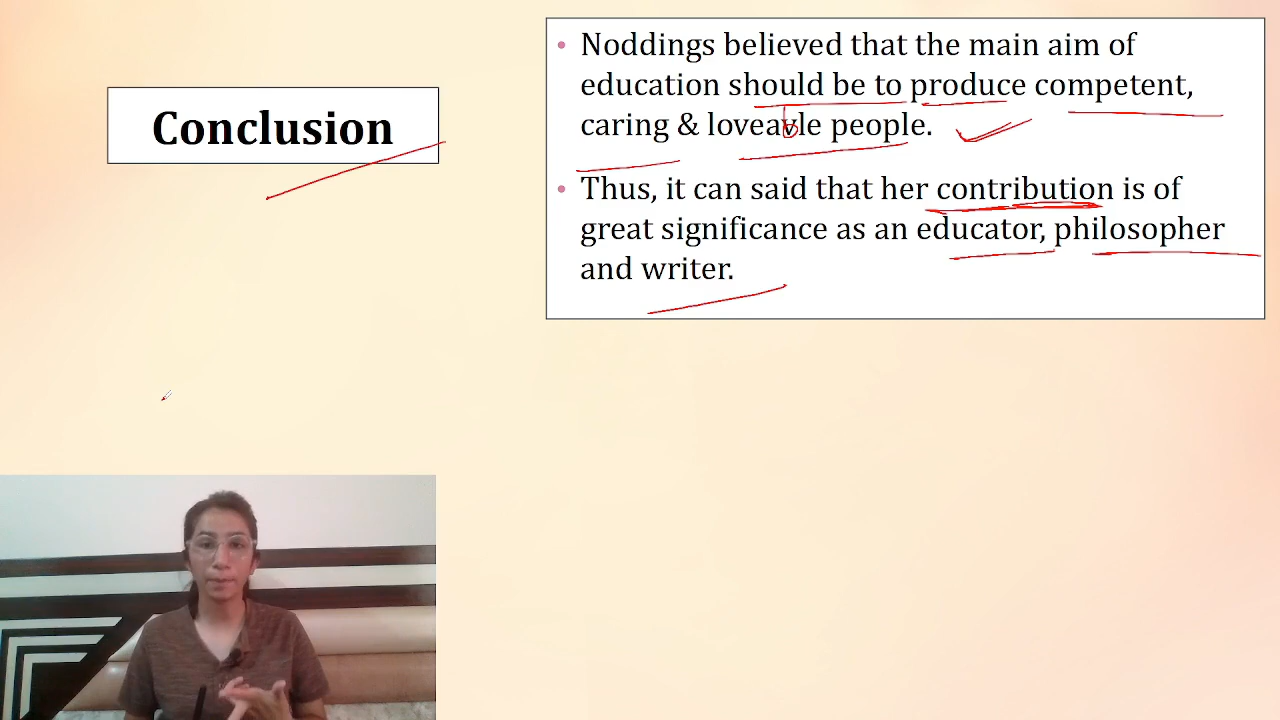 Conclusion
• Noddings believed that the main aim of
education should be to produce competent,
caring & loveavle people.
• Thus, it can said that her contribution is of
great significance as an educator, philosopher
and writer.